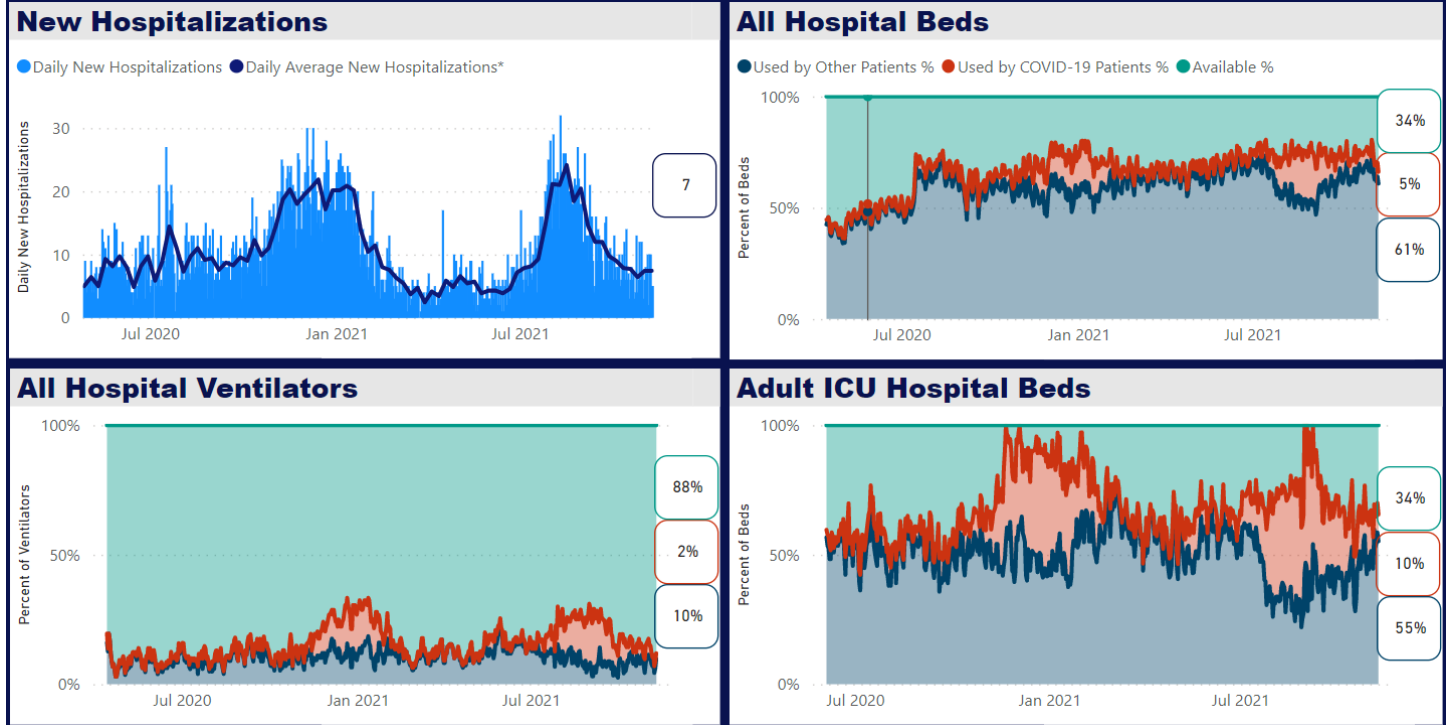 New Hospitalizations
Daily New Hospitalizations Daily Average New Hospitalizations*
Daily New Hospitalizations
30
20
10
0
Jul 2020 Jan 2021 Jul 2021
7
All Hospital Beds
Used by Other Patients % Used by COVID-19 Patients % Available %
Percent of Beds
100%
50%
0%
Jul 2020 Jan 2021 Jul 2021
34%
5%
61%
All Hospital Ventilators
Percent of Ventilators
100%
50%
0%
Jul 2020 Jan 2021 Jul 2021
88%
2%
10%
Adult ICU Hospital Beds
Percent of Beds
100%
50%
0%
Jul 2020 Jan 2021 Jul 2021
34%
10%
55%